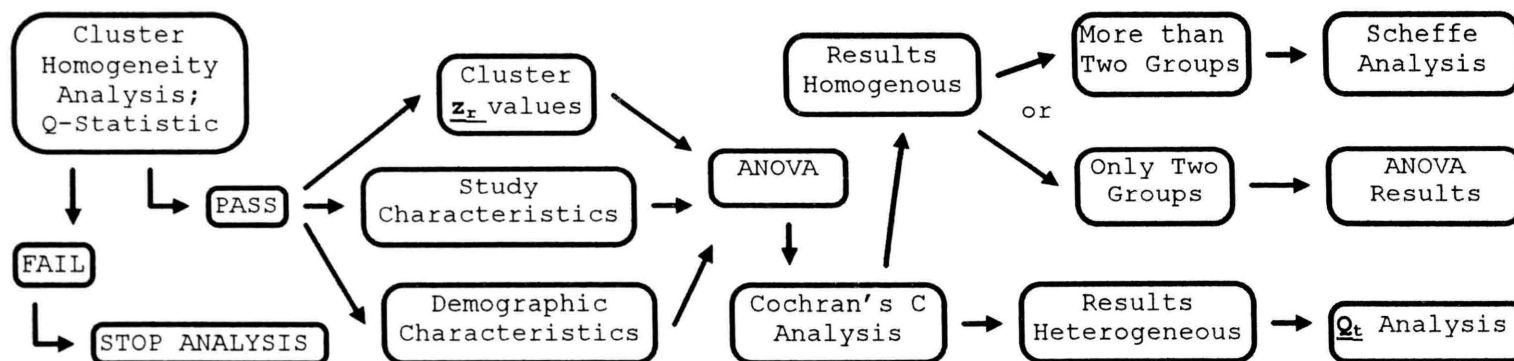 Cluster
Homogeneity
Analysis;
Q-Statistic
FAIL
STOP ANALYSIS
PASS
Cluster
zr values
Study
Characteristics
Demographic
Characteristics
ANOVA
Cochran's C
Analysis
Results
Homogenous
or
More than
Two Groups
Scheffe
Analysis
Only Two
Groups
ANOVA
Results
Results
Heterogeneous
Qt Analysis